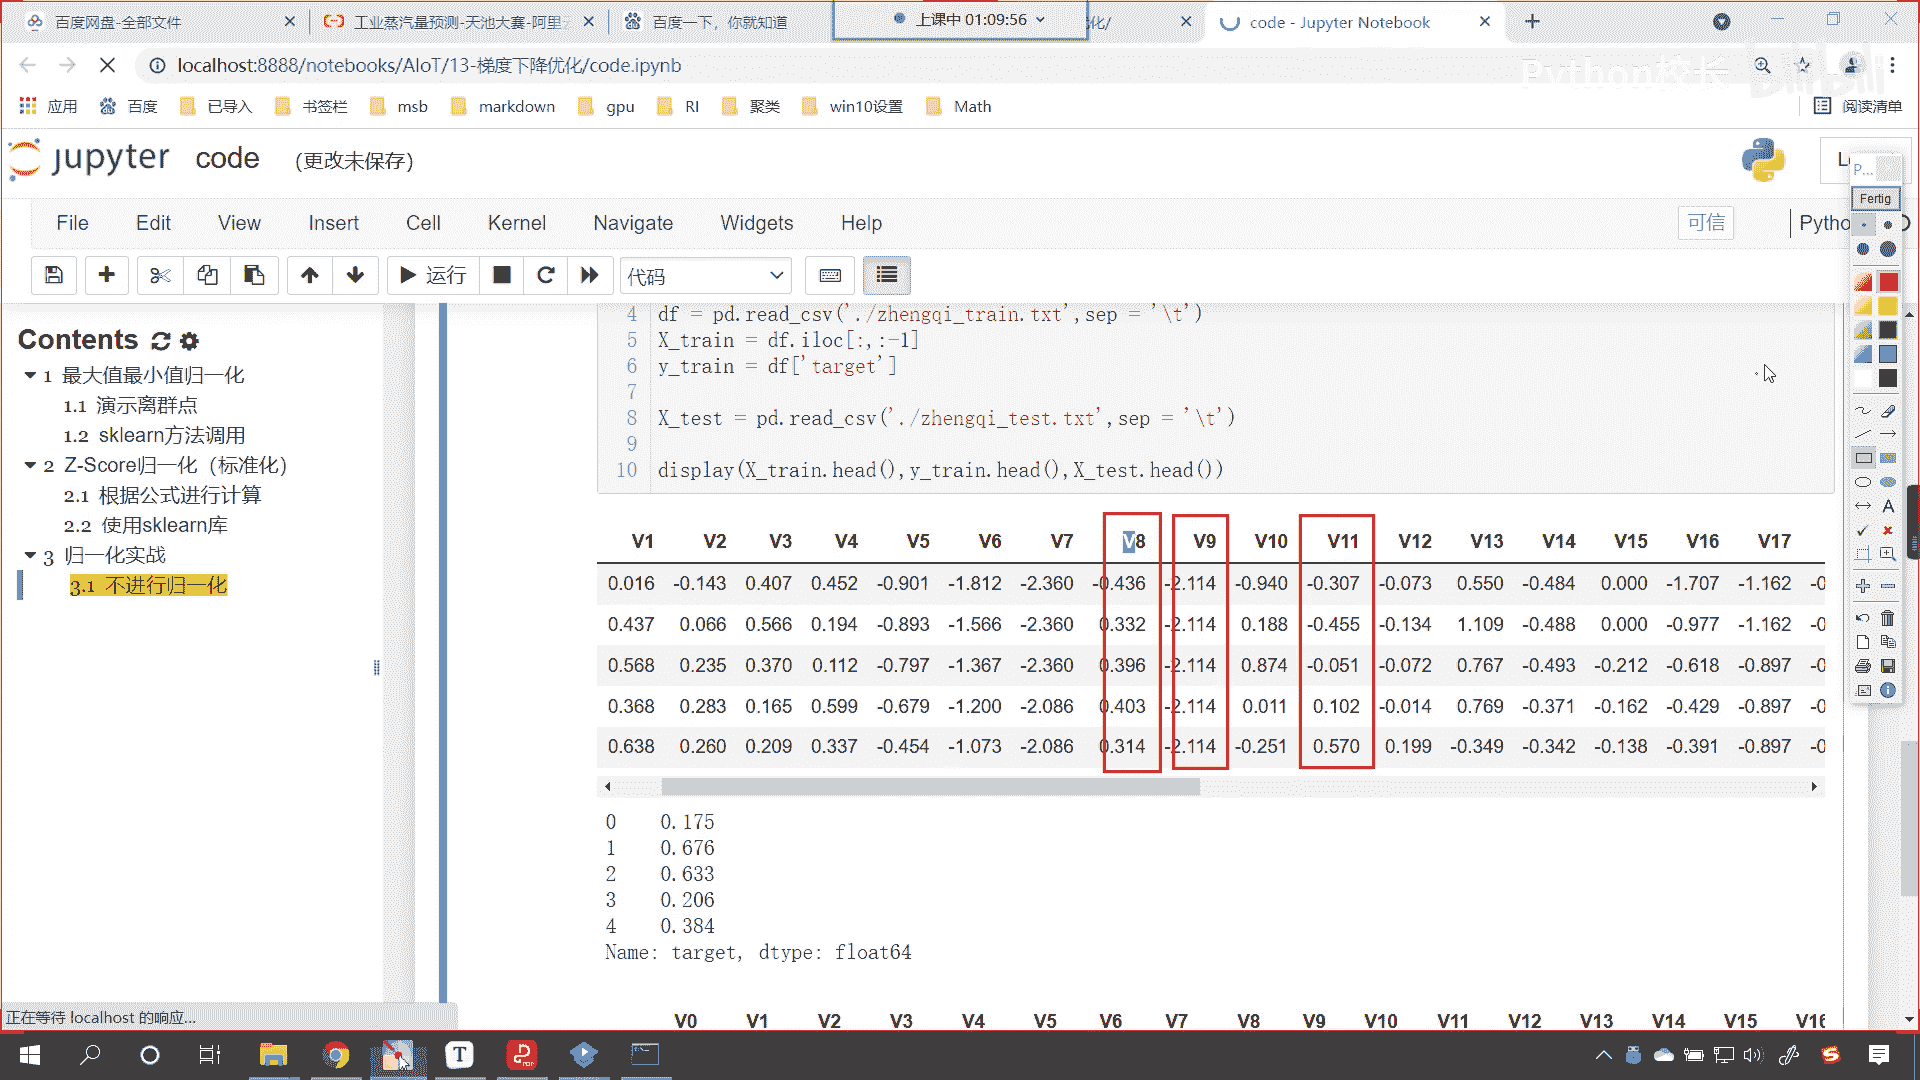 百度网盘-全部文件
工业蒸汽量预测-天池大赛-阿里云
百度一下，你就知道
上课中 01:09:56
化/
code - Jupyter Notebook
localhost:8888/notebooks/AIoT/13-梯度下降优化/code.ipynb
Python校长
bilibili
应用 百度 已导入 书签栏 msb markdown gpu RI 聚类 win10设置 Math 阅读清单
jupyter code (更改未保存)
P...
Fertig
File Edit View Insert Cell Kernel Navigate Widgets Help 可信
运行 代码
Contents
1 最大值最小值归一化
1.1 演示离群点
1.2 sklearn方法调用
2 Z-Score归一化（标准化）
2.1 根据公式进行计算
2.2 使用sklearn库
3 归一化实战
3.1 不进行归一化
4 df = pd.read_csv('./zhengqi_train.txt',sep = '\t')
5 X_train = df.iloc[:,:-1]
6 y_train = df['target']
7
8 X_test = pd.read_csv('./zhengqi_test.txt',sep = '\t')
9
10 display(X_train.head(),y_train.head(),X_test.head())
V1 V2 V3 V4 V5 V6 V7 V8 V9 V10 V11 V12 V13 V14 V15 V16 V17
0.016 -0.143 0.407 0.452 -0.901 -1.812 -2.360 -0.436 -2.114 -0.940 -0.307 -0.073 0.550 -0.484 0.000 -1.707 -1.162 -0
0.437 0.066 0.566 0.194 -0.893 -1.566 -2.360 0.332 -2.114 0.188 -0.455 -0.134 1.109 -0.488 0.000 -0.977 -1.162 -0
0.568 0.235 0.370 0.112 -0.797 -1.367 -2.360 0.396 -2.114 0.874 -0.051 -0.072 0.767 -0.493 -0.212 -0.618 -0.897 -0
0.368 0.283 0.165 0.599 -0.679 -1.200 -2.086 0.403 -2.114 0.011 0.102 -0.014 0.769 -0.371 -0.162 -0.429 -0.897 -0
0.638 0.260 0.209 0.337 -0.454 -1.073 -2.086 0.314 -2.114 -0.251 0.570 0.199 -0.349 -0.342 -0.138 -0.391 -0.897 -0
0 0.175
1 0.676
2 0.633
3 0.206
4 0.384
Name: target, dtype: float64
V0 V1 V2 V3 V4 V5 V6 V7 V8 V9 V10 V11 V12 V13 V14 V15 V16
正在等待 localhost 的响应...